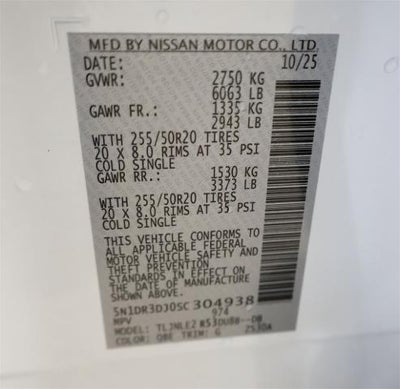 MFD BY NISSAN MOTOR CO., LTD.
DATE: 10/25
GVWR: 2750 KG
6063 LB
GAWR FR.: 1335 KG
2943 LB
WITH 255/50R20 TIRES
20 X 8.0 RIMS AT 35 PSI
COLD SINGLE
GAWR RR.: 1530 KG
3373 LB
WITH 255/50R20 TIRES
20 X 8.0 RIMS AT 35 PSI
COLD SINGLE
THIS VEHICLE CONFORMS TO
ALL APPLICABLE FEDERAL
MOTOR VEHICLE SAFETY AND
THEFT PREVENTION
STANDARDS IN EFFECT ON
THE DATE OF MANUFACTURE
SHOWN ABOVE.
5N1DR3DJ0SC304938
MPV 974
COLOR: QBE TRIM: G